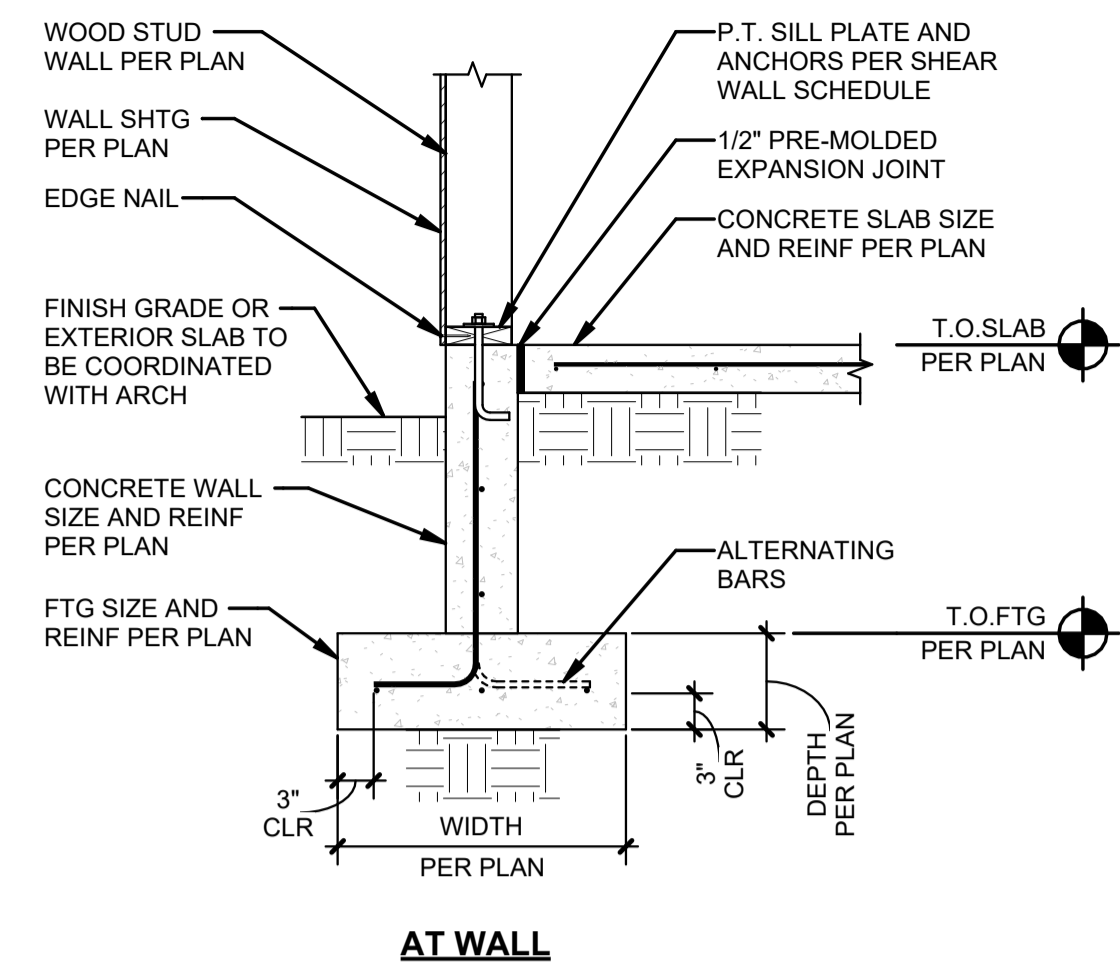 WOOD STUD
WALL PER PLAN
WALL SHTG
PER PLAN
EDGE NAIL
FINISH GRADE OR
EXTERIOR SLAB TO
BE COORDINATED
WITH ARCH
CONCRETE WALL
SIZE AND REINF
PER PLAN
FTG SIZE AND
REINF PER PLAN
P.T. SILL PLATE AND
ANCHORS PER SHEAR
WALL SCHEDULE
1/2" PRE-MOLDED
EXPANSION JOINT
CONCRETE SLAB SIZE
AND REINF PER PLAN
T.O.SLAB
PER PLAN
ALTERNATING
BARS
T.O.FTG
PER PLAN
3"
CLR
WIDTH
PER PLAN
3"
CLR
DEPTH
PER PLAN
AT WALL